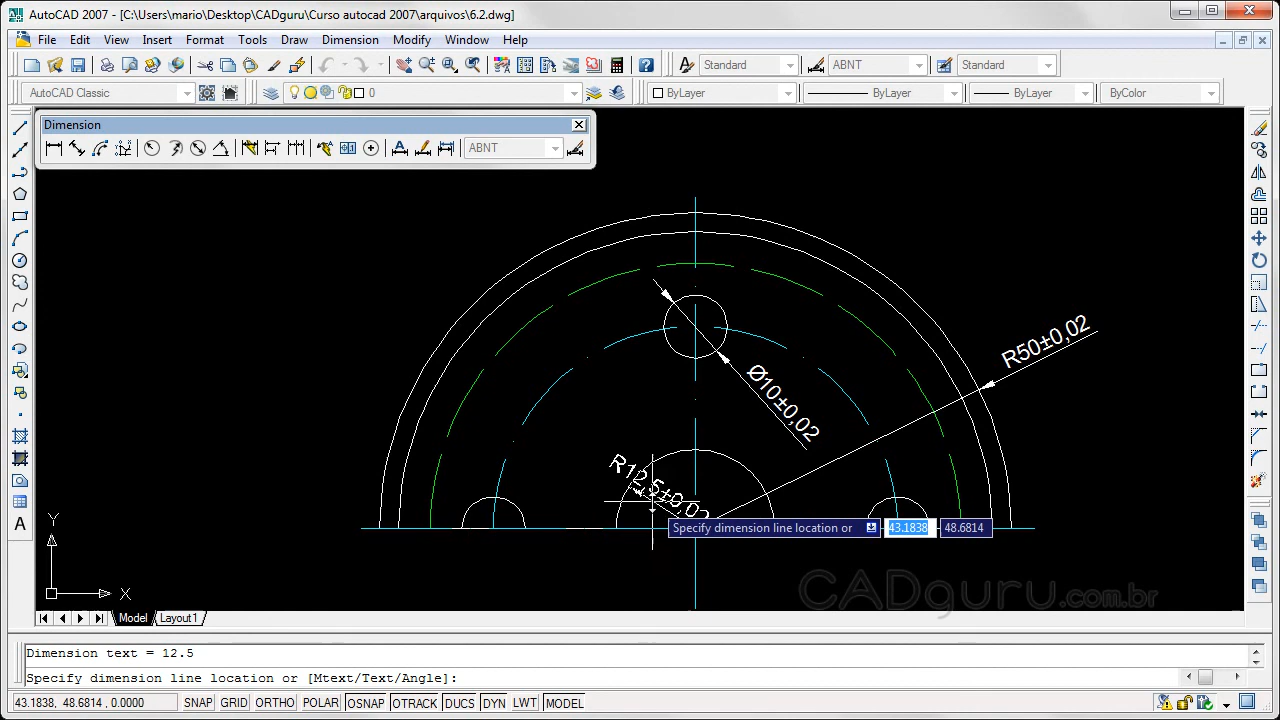 AutoCAD 2007 - [C:\Users\mario\Desktop\CADguru\Curso autocad 2007\arquivos\6.2.dwg]
File Edit View Insert Format Tools Draw Dimension Modify Window Help
Standard ABNT Standard
AutoCAD Classic 0 ByLayer ByLayer ByLayer ByColor
Dimension
ABNT
R50±0,02
Ø10±0,02
R12,5±0,02
Specify dimension line location or 43.1838 48.6814
Y
X
CADguru.com.br
Model Layout1
Dimension text = 12.5
Specify dimension line location or [Mtext/Text/Angle]:
43.1838, 48.6814 , 0.0000 SNAP GRID ORTHO POLAR OSNAP OTRACK DUCS DYN LWT MODEL